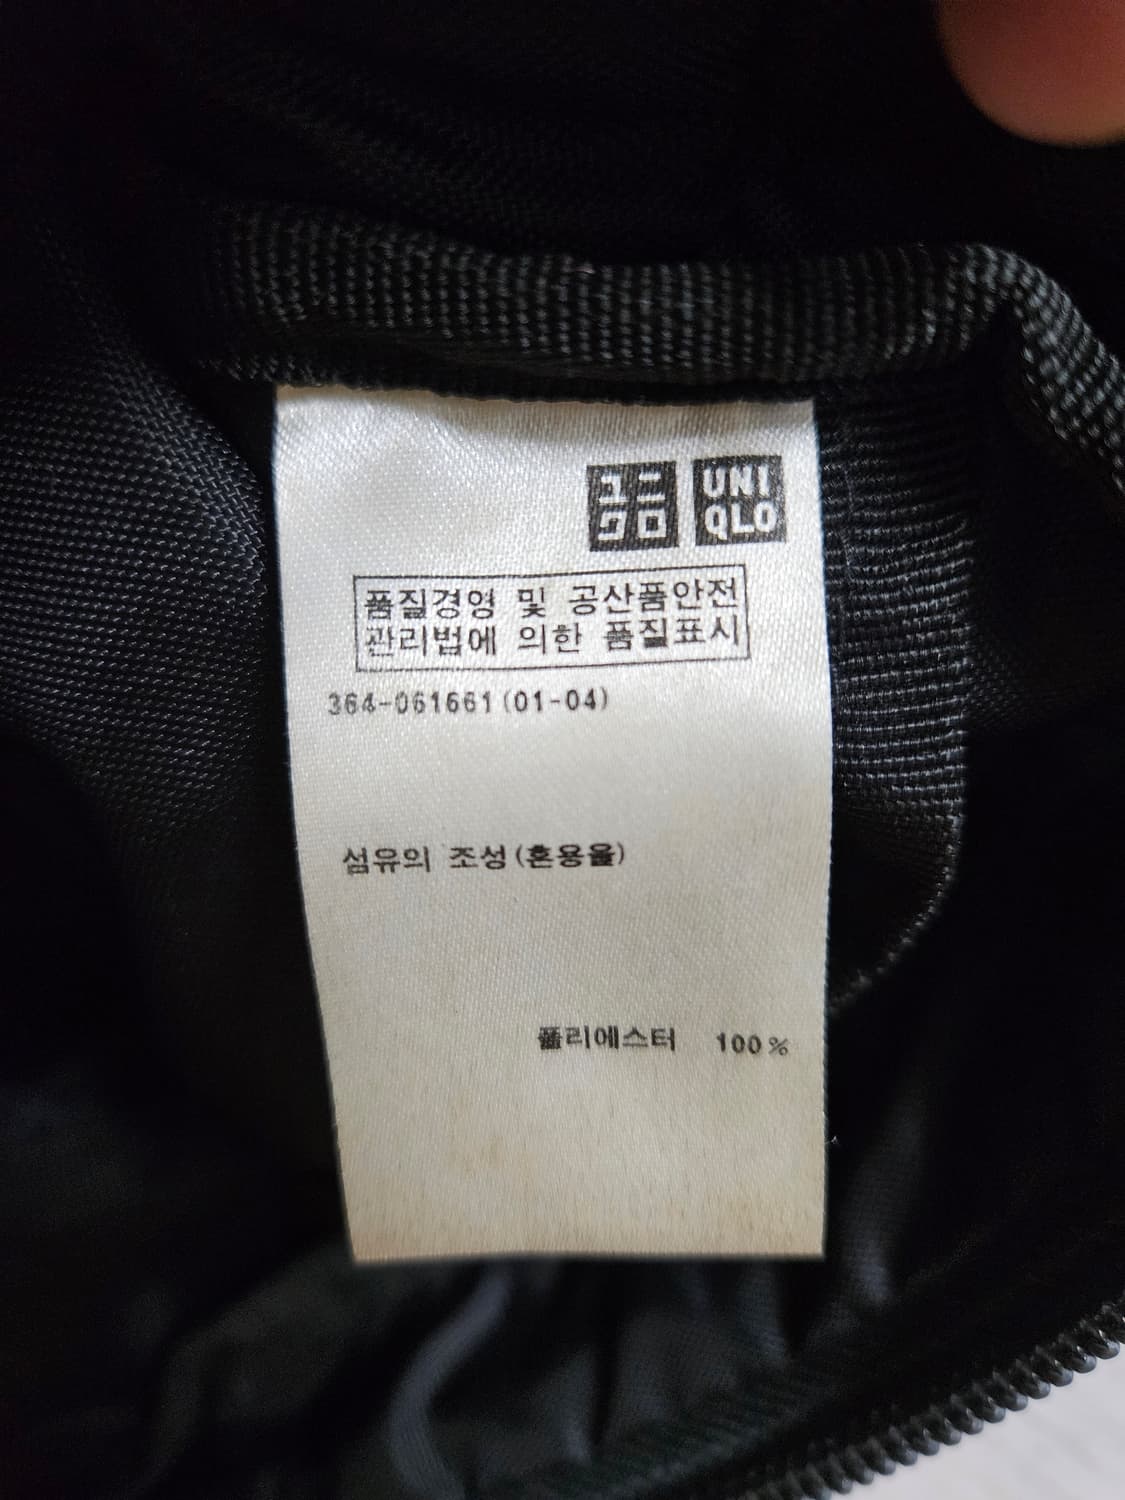 ユニ
クロ
UNI
QLO
품질경영 및 공산품안전
관리법에 의한 품질표시
364-061661(01-04)
섬유의 조성(혼용율)
폴리에스터 100%